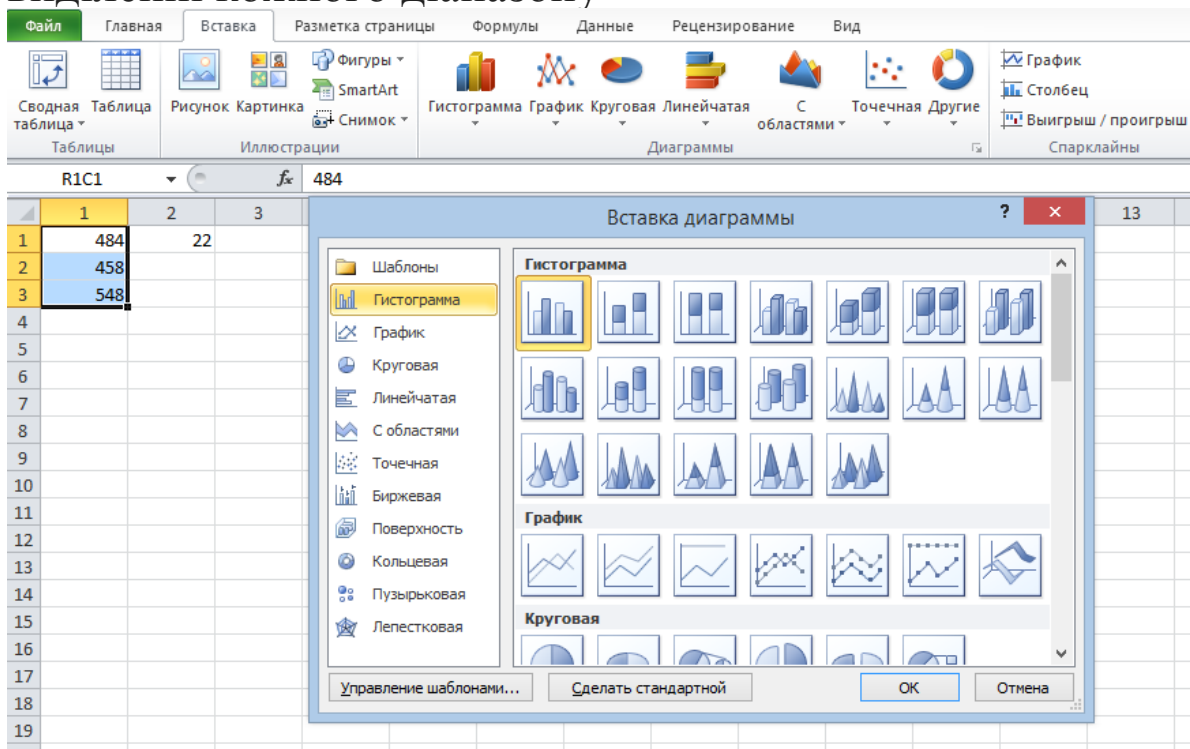 Файл Главная Вставка Разметка страницы Формулы Данные Рецензирование Вид
Сводная таблица
Таблица
Рисунок
Картинка
Фигуры
SmartArt
Снимок
Гистограмма
График
Круговая
Линейчатая
С областями
Точечная
Другие
График
Столбец
Выигрыш / проигрыш
Таблицы
Иллюстрации
Диаграммы
Спарклайны
R1C1 fx 484
1 2 3 13
1 484 22
2 458
3 548
4
5
6
7
8
9
10
11
12
13
14
15
16
17
18
19
Вставка диаграммы ? ×
Шаблоны
Гистограмма
График
Круговая
Линейчатая
С областями
Точечная
Биржевая
Поверхность
Кольцевая
Пузырьковая
Лепестковая
Гистограмма
График
Круговая
Управление шаблонами... Сделать стандартной ОК Отмена